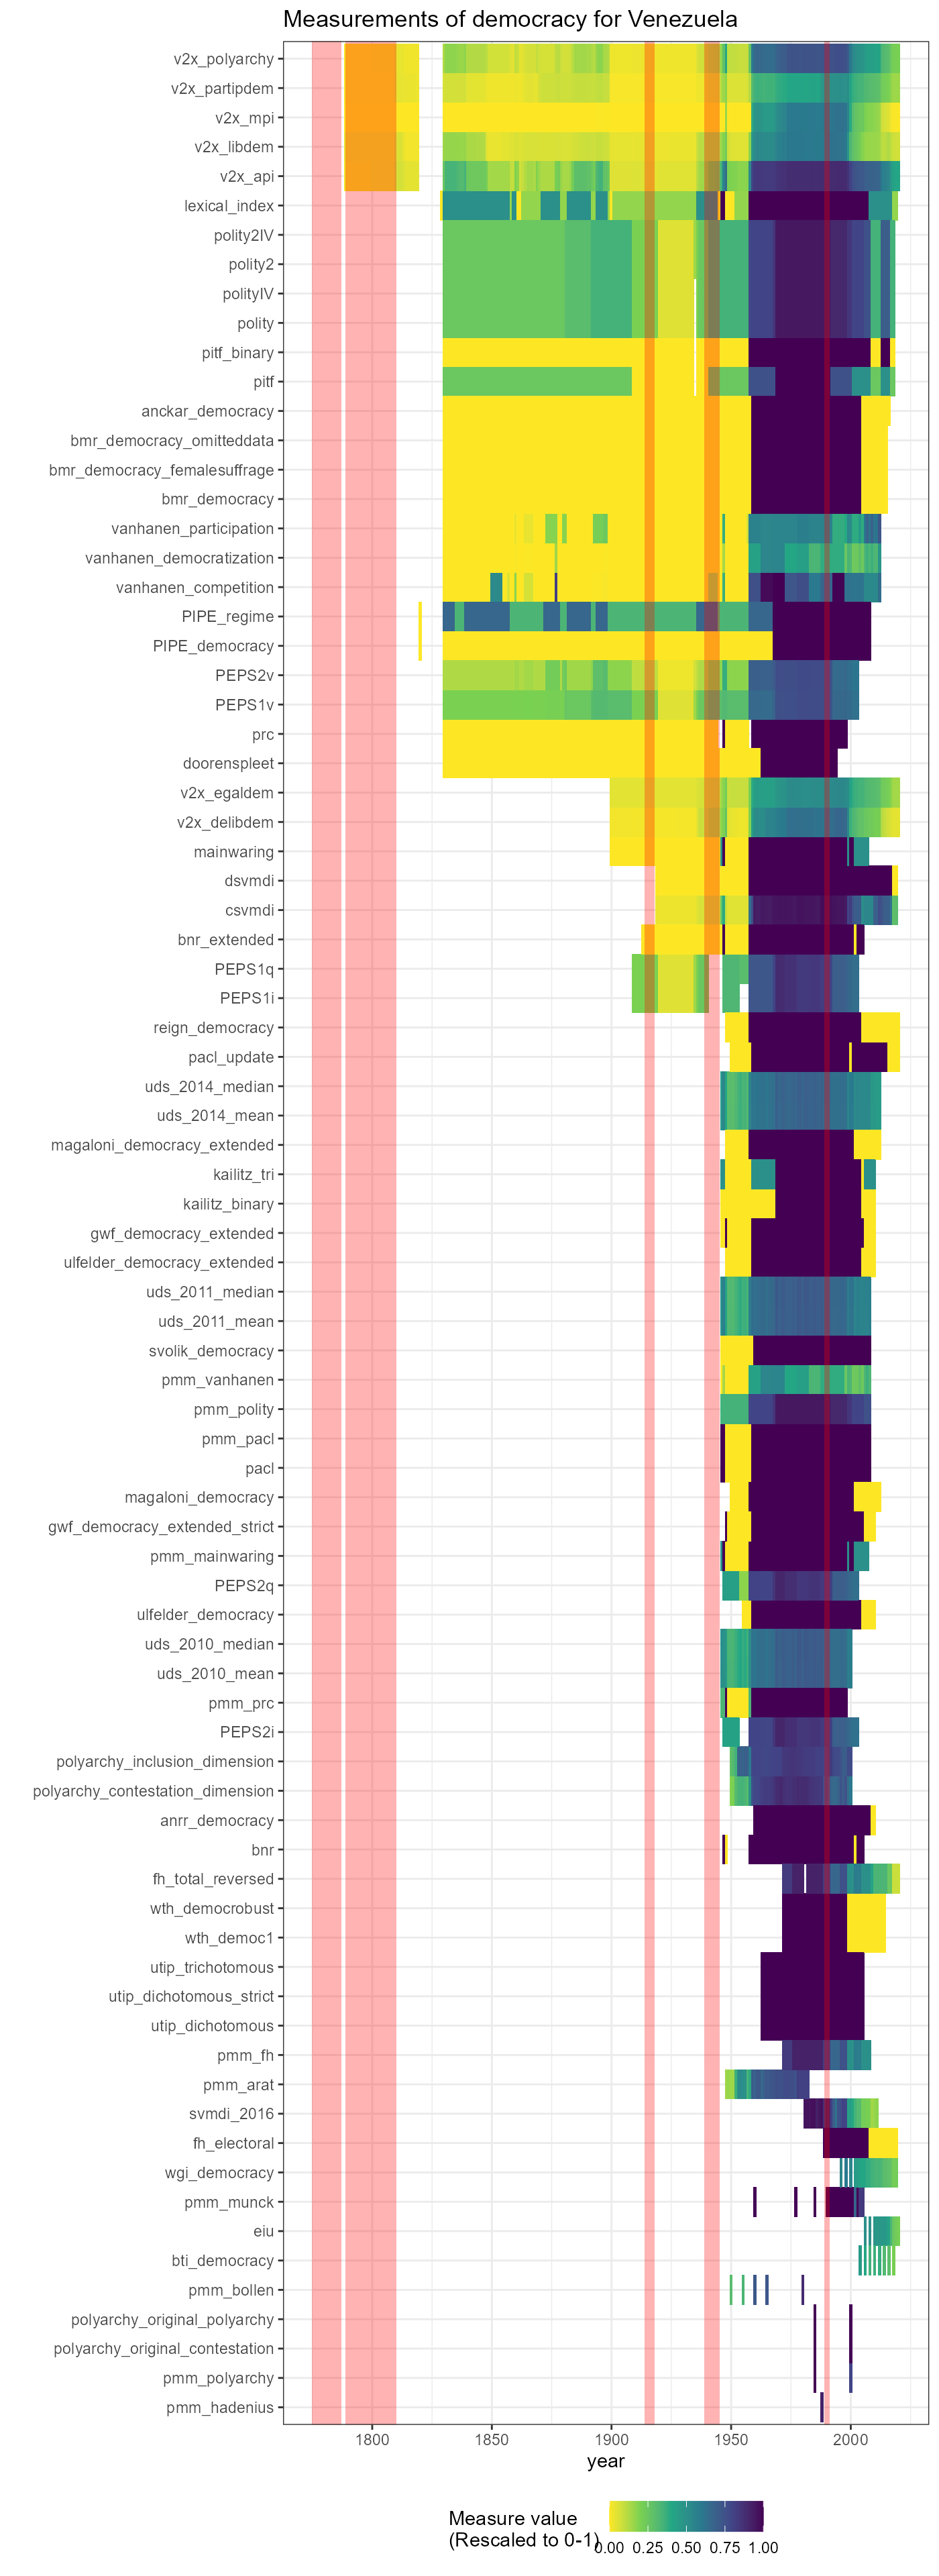 Measurements of democracy for Venezuela
v2x_polyarchy
v2x_partipdem
v2x_mpi
v2x_libdem
v2x_api
lexical_index
polity2IV
polity2
polityIV
polity
pitf_binary
pitf
anckar_democracy
bmr_democracy_omitteddata
bmr_democracy_femalesuffrage
bmr_democracy
vanhanen_participation
vanhanen_democratization
vanhanen_competition
PIPE_regime
PIPE_democracy
PEPS2v
PEPS1v
prc
doorenspleet
v2x_egaldem
v2x_delibdem
mainwaring
dsvmdi
csvmdi
bnr_extended
PEPS1q
PEPS1i
reign_democracy
pacl_update
uds_2014_median
uds_2014_mean
magaloni_democracy_extended
kailitz_tri
kailitz_binary
gwf_democracy_extended
ulfelder_democracy_extended
uds_2011_median
uds_2011_mean
svolik_democracy
pmm_vanhanen
pmm_polity
pmm_pacl
pacl
magaloni_democracy
gwf_democracy_extended_strict
pmm_mainwaring
PEPS2q
ulfelder_democracy
uds_2010_median
uds_2010_mean
pmm_prc
PEPS2i
polyarchy_inclusion_dimension
polyarchy_contestation_dimension
anrr_democracy
bnr
fh_total_reversed
wth_democrobust
wth_democ1
utip_trichotomous
utip_dichotomous_strict
utip_dichotomous
pmm_fh
pmm_arat
svmdi_2016
fh_electoral
wgi_democracy
pmm_munck
eiu
bti_democracy
pmm_bollen
polyarchy_original_polyarchy
polyarchy_original_contestation
pmm_polyarchy
pmm_hadenius
1800 1850 1900 1950 2000
year
Measure value
(Rescaled to 0-1)
0.00 0.25 0.50 0.75 1.00